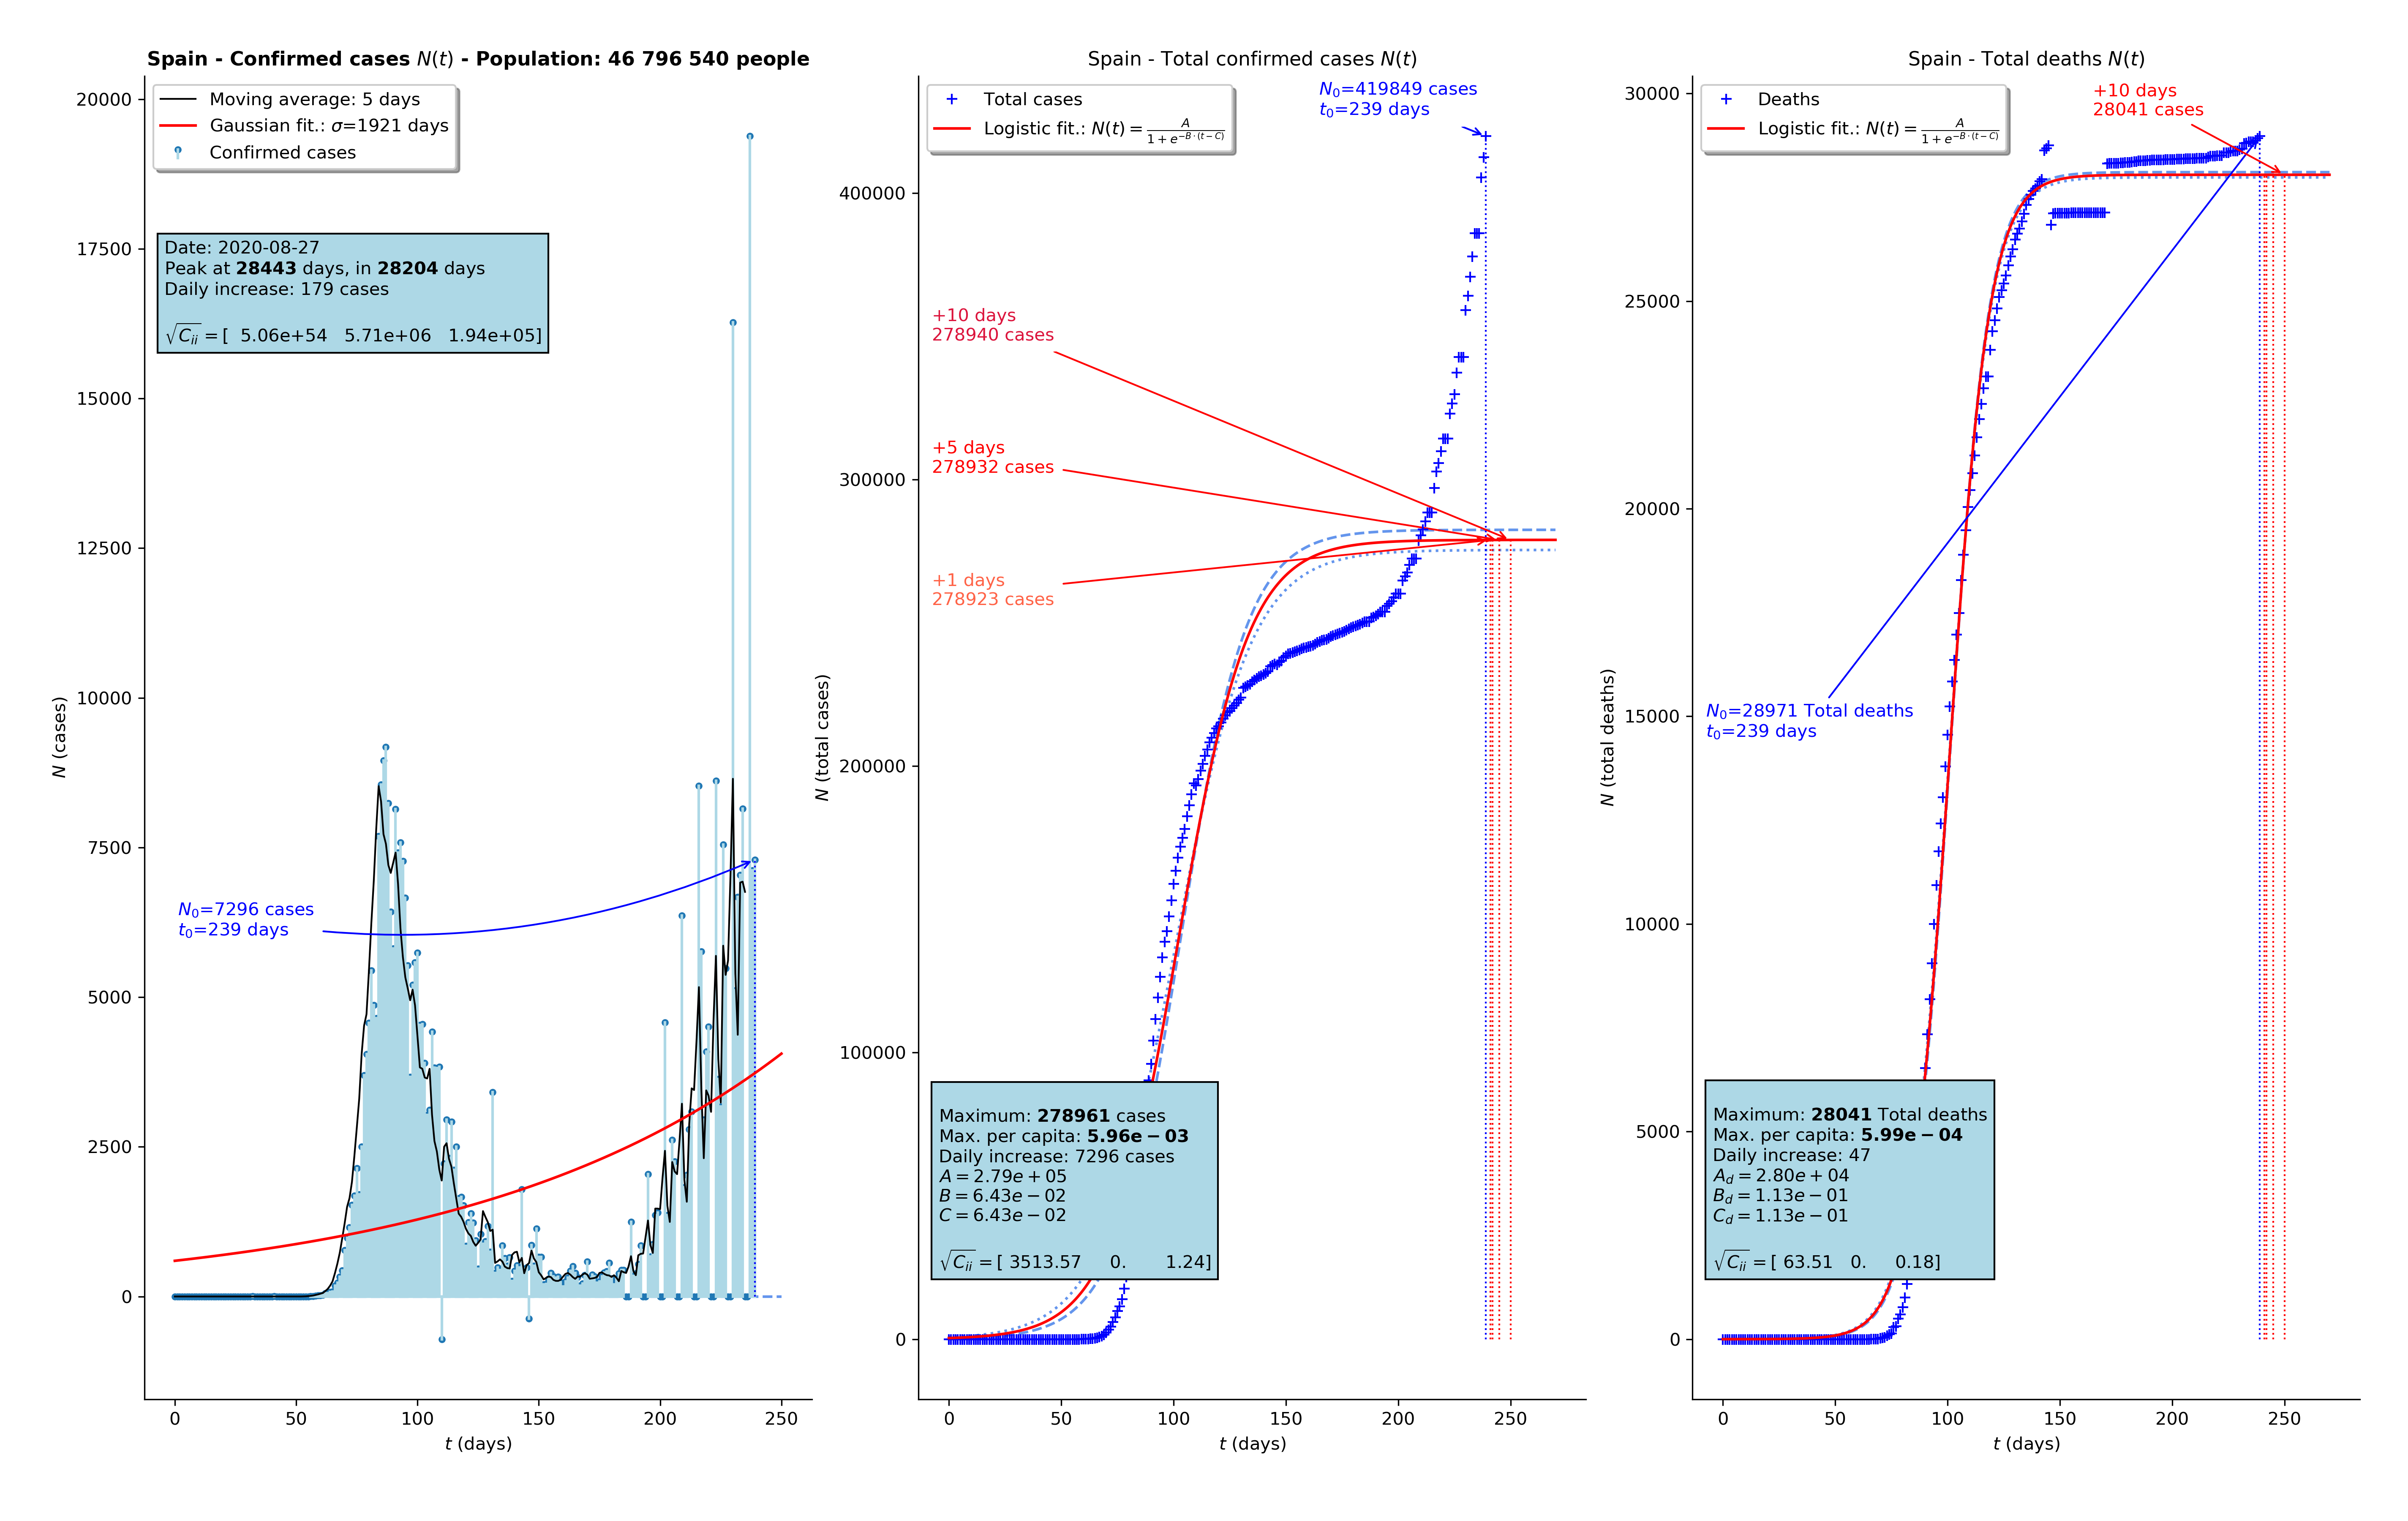 Spain - Confirmed cases N(t) - Population: 46 796 540 people
Moving average: 5 days
Gaussian fit.: σ=1921 days
Confirmed cases
Date: 2020-08-27
Peak at 28443 days, in 28204 days
Daily increase: 179 cases
√C_ii = [ 5.06e+54 5.71e+06 1.94e+05]
N₀=7296 cases
t₀=239 days
20000
17500
15000
12500
10000
7500
5000
2500
0
N (cases)
0 50 100 150 200 250
t (days)
Spain - Total confirmed cases N(t)
Total cases
Logistic fit.: N(t) = A / (1 + e^(-B·(t-C)))
N₀=419849 cases
t₀=239 days
+10 days
278940 cases
+5 days
278932 cases
+1 days
278923 cases
Maximum: 278961 cases
Max. per capita: 5.96e − 03
Daily increase: 7296 cases
A = 2.79e + 05
B = 6.43e − 02
C = 6.43e − 02
√C_ii = [ 3513.57 0. 1.24]
400000
300000
200000
100000
0
N (total cases)
0 50 100 150 200 250
t (days)
Spain - Total deaths N(t)
Deaths
Logistic fit.: N(t) = A / (1 + e^(-B·(t-C)))
+10 days
28041 cases
N₀=28971 Total deaths
t₀=239 days
Maximum: 28041 Total deaths
Max. per capita: 5.99e − 04
Daily increase: 47
A_d = 2.80e + 04
B_d = 1.13e − 01
C_d = 1.13e − 01
√C_ii = [ 63.51 0. 0.18]
30000
25000
20000
15000
10000
5000
0
N (total deaths)
0 50 100 150 200 250
t (days)